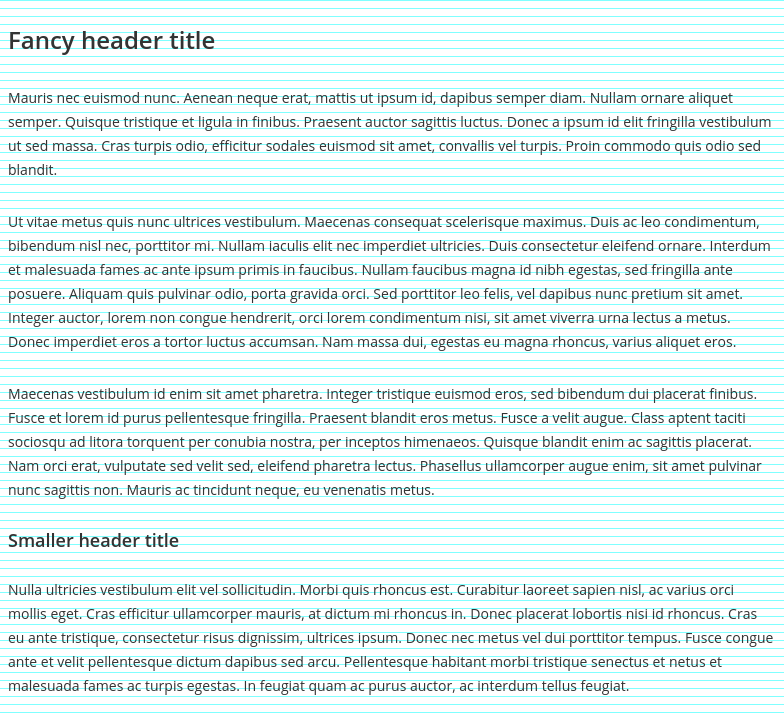 Fancy header title
Mauris nec euismod nunc. Aenean neque erat, mattis ut ipsum id, dapibus semper diam. Nullam ornare aliquet
semper. Quisque tristique et ligula in finibus. Praesent auctor sagittis luctus. Donec a ipsum id elit fringilla vestibulum
ut sed massa. Cras turpis odio, efficitur sodales euismod sit amet, convallis vel turpis. Proin commodo quis odio sed
blandit.
Ut vitae metus quis nunc ultrices vestibulum. Maecenas consequat scelerisque maximus. Duis ac leo condimentum,
bibendum nisl nec, porttitor mi. Nullam iaculis elit nec imperdiet ultricies. Duis consectetur eleifend ornare. Interdum
et malesuada fames ac ante ipsum primis in faucibus. Nullam faucibus magna id nibh egestas, sed fringilla ante
posuere. Aliquam quis pulvinar odio, porta gravida orci. Sed porttitor leo felis, vel dapibus nunc pretium sit amet.
Integer auctor, lorem non congue hendrerit, orci lorem condimentum nisi, sit amet viverra urna lectus a metus.
Donec imperdiet eros a tortor luctus accumsan. Nam massa dui, egestas eu magna rhoncus, varius aliquet eros.
Maecenas vestibulum id enim sit amet pharetra. Integer tristique euismod eros, sed bibendum dui placerat finibus.
Fusce et lorem id purus pellentesque fringilla. Praesent blandit eros metus. Fusce a velit augue. Class aptent taciti
sociosqu ad litora torquent per conubia nostra, per inceptos himenaeos. Quisque blandit enim ac sagittis placerat.
Nam orci erat, vulputate sed velit sed, eleifend pharetra lectus. Phasellus ullamcorper augue enim, sit amet pulvinar
nunc sagittis non. Mauris ac tincidunt neque, eu venenatis metus.
Smaller header title
Nulla ultricies vestibulum elit vel sollicitudin. Morbi quis rhoncus est. Curabitur laoreet sapien nisl, ac varius orci
mollis eget. Cras efficitur ullamcorper mauris, at dictum mi rhoncus in. Donec placerat lobortis nisi id rhoncus. Cras
eu ante tristique, consectetur risus dignissim, ultrices ipsum. Donec nec metus vel dui porttitor tempus. Fusce congue
ante et velit pellentesque dictum dapibus sed arcu. Pellentesque habitant morbi tristique senectus et netus et
malesuada fames ac turpis egestas. In feugiat quam ac purus auctor, ac interdum tellus feugiat.